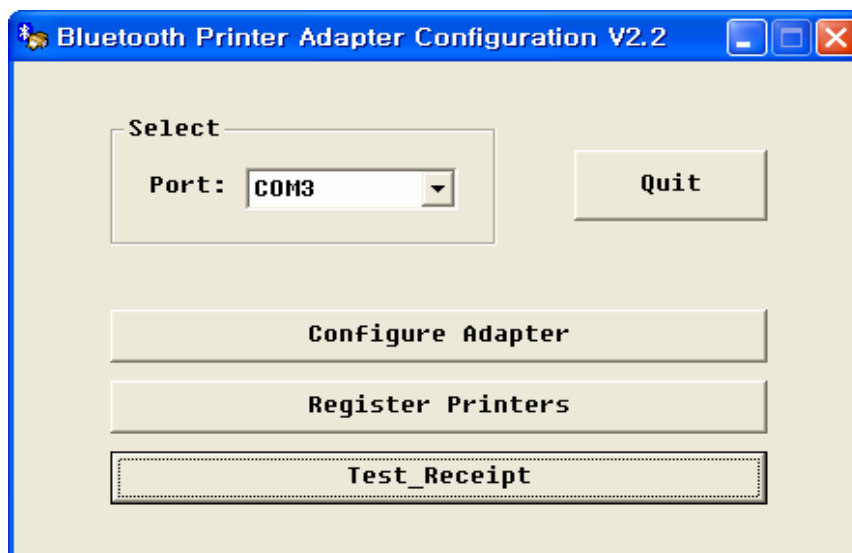 Bluetooth Printer Adapter Configuration V2.2
Select
Port: COM3
Quit
Configure Adapter
Register Printers
Test_Receipt